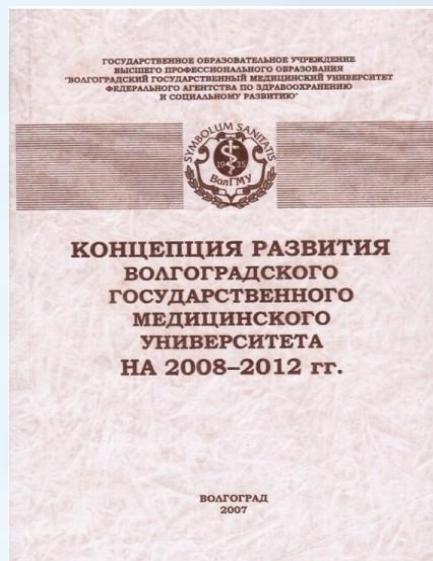 ГОСУДАРСТВЕННОЕ ОБРАЗОВАТЕЛЬНОЕ УЧРЕЖДЕНИЕ
ВЫСШЕГО ПРОФЕССИОНАЛЬНОГО ОБРАЗОВАНИЯ
"ВОЛГОГРАДСКИЙ ГОСУДАРСТВЕННЫЙ МЕДИЦИНСКИЙ УНИВЕРСИТЕТ
ФЕДЕРАЛЬНОГО АГЕНТСТВА ПО ЗДРАВООХРАНЕНИЮ
И СОЦИАЛЬНОМУ РАЗВИТИЮ"
SYMBOLUM SANITATIS
1935
ВолГМУ
КОНЦЕПЦИЯ РАЗВИТИЯ
ВОЛГОГРАДСКОГО
ГОСУДАРСТВЕННОГО
МЕДИЦИНСКОГО
УНИВЕРСИТЕТА
НА 2008–2012 гг.
ВОЛГОГРАД
2007